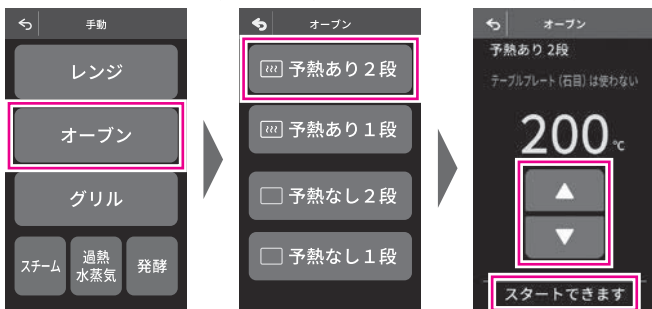 手動
レンジ
オーブン
グリル
スチーム
過熱
水蒸気
発酵
オーブン
予熱あり2段
予熱あり1段
予熱なし2段
予熱なし1段
オーブン
予熱あり 2段
テーブルプレート(石目)は使わない
200℃
スタートできます